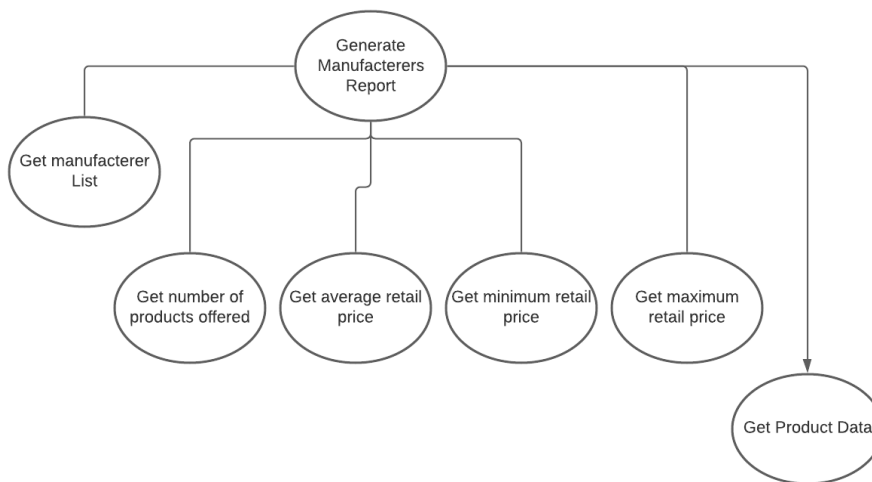 Generate
Manufacterers
Report
Get manufacterer
List
Get number of
products offered
Get average retail
price
Get minimum retail
price
Get maximum
retail price
Get Product Data